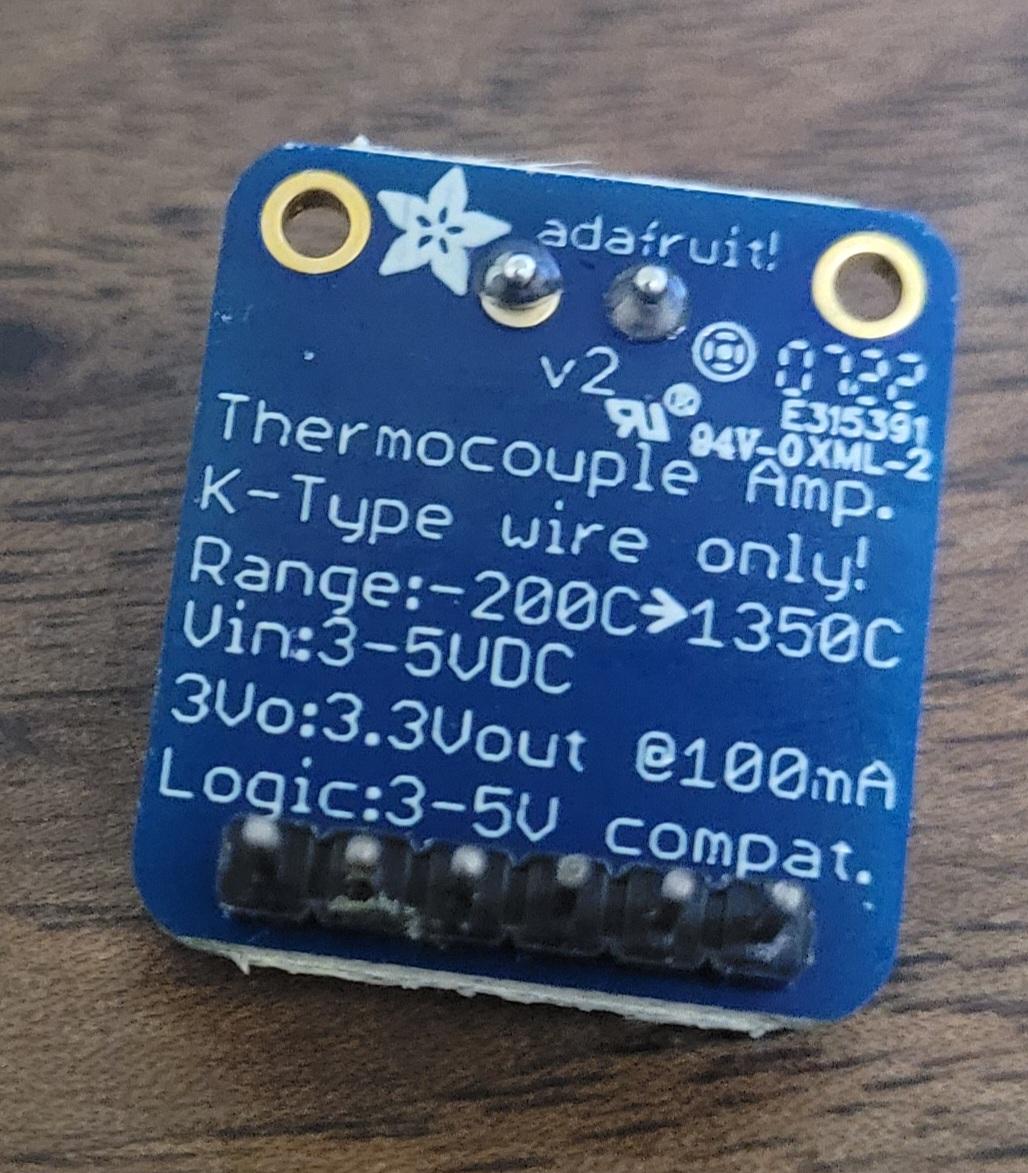 adafruit!
v2
0722
E315391
94V-0XML-2
Thermocouple Amp.
K-Type wire only!
Range:-200C→1350C
Vin:3-5VDC
3Vo:3.3Vout @100mA
Logic:3-5V compat.